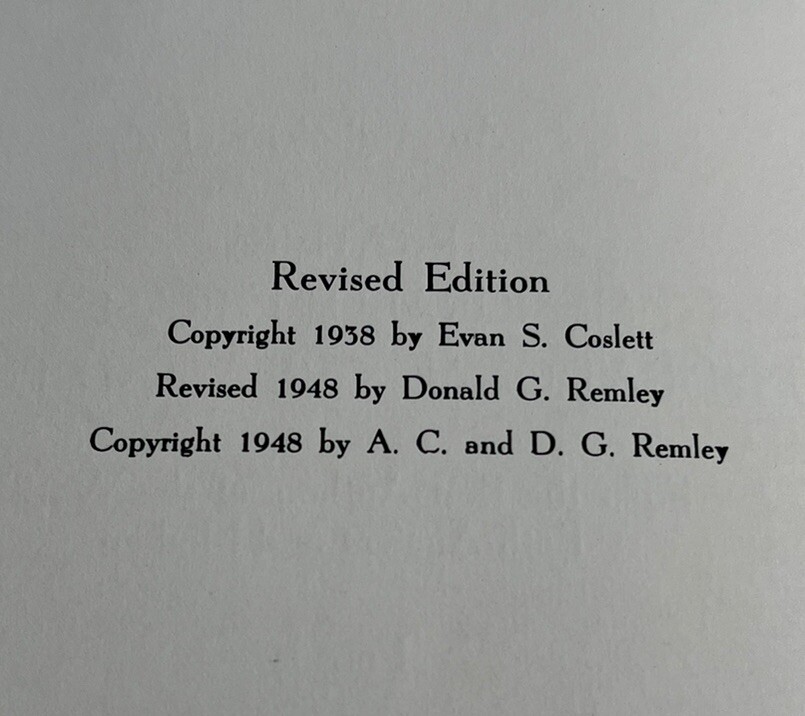 Revised Edition
Copyright 1938 by Evan S. Coslett
Revised 1948 by Donald G. Remley
Copyright 1948 by A. C. and D. G. Remley